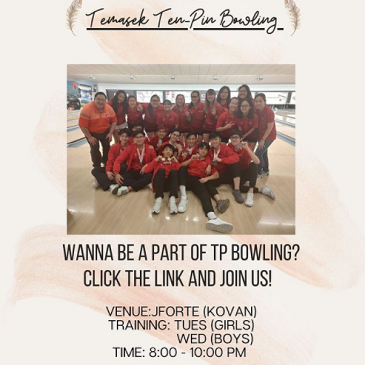 Temasek Ten-Pin Bowling
WANNA BE A PART OF TP BOWLING?
CLICK THE LINK AND JOIN US!
VENUE:JFORTE (KOVAN)
TRAINING: TUES (GIRLS)
WED (BOYS)
TIME: 8:00 - 10:00 PM